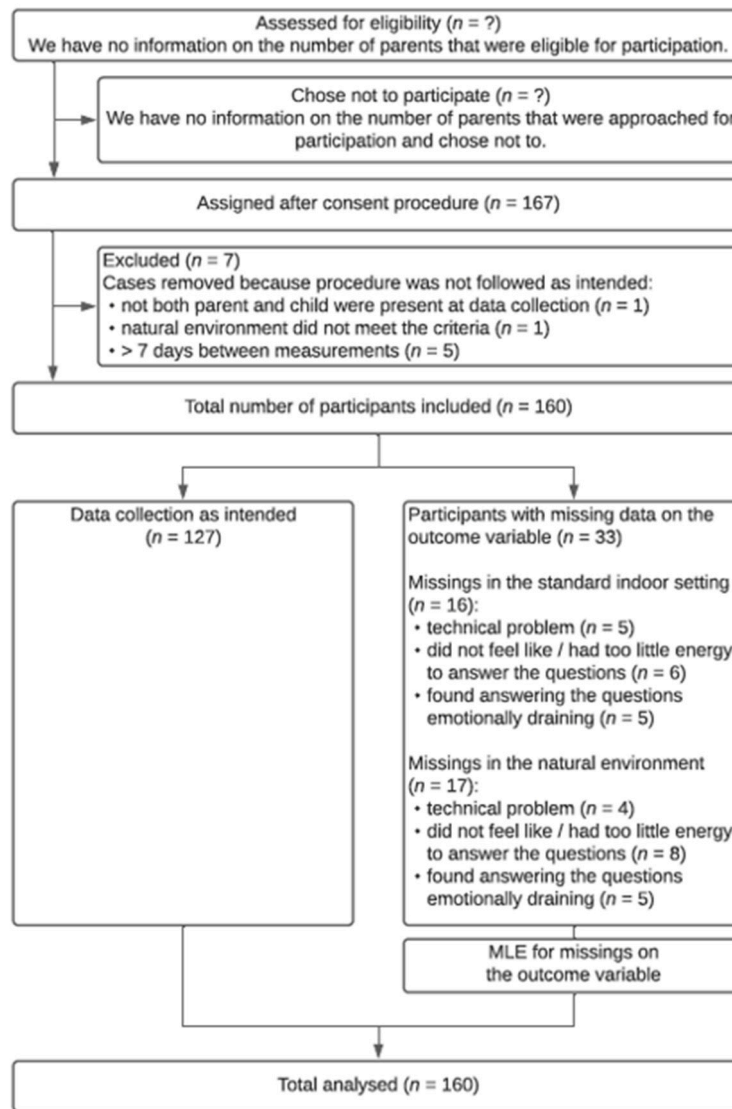 Assessed for eligibility (n = ?)
We have no information on the number of parents that were eligible for participation.
Chose not to participate (n = ?)
We have no information on the number of parents that were approached for
participation and chose not to.
Assigned after consent procedure (n = 167)
Excluded (n = 7)
Cases removed because procedure was not followed as intended:
• not both parent and child were present at data collection (n = 1)
• natural environment did not meet the criteria (n = 1)
• > 7 days between measurements (n = 5)
Total number of participants included (n = 160)
Data collection as intended
(n = 127)
Participants with missing data on the
outcome variable (n = 33)
Missings in the standard indoor setting
(n = 16):
• technical problem (n = 5)
• did not feel like / had too little energy
to answer the questions (n = 6)
• found answering the questions
emotionally draining (n = 5)
Missings in the natural environment
(n = 17):
• technical problem (n = 4)
• did not feel like / had too little energy
to answer the questions (n = 8)
• found answering the questions
emotionally draining (n = 5)
MLE for missings on
the outcome variable
Total analysed (n = 160)